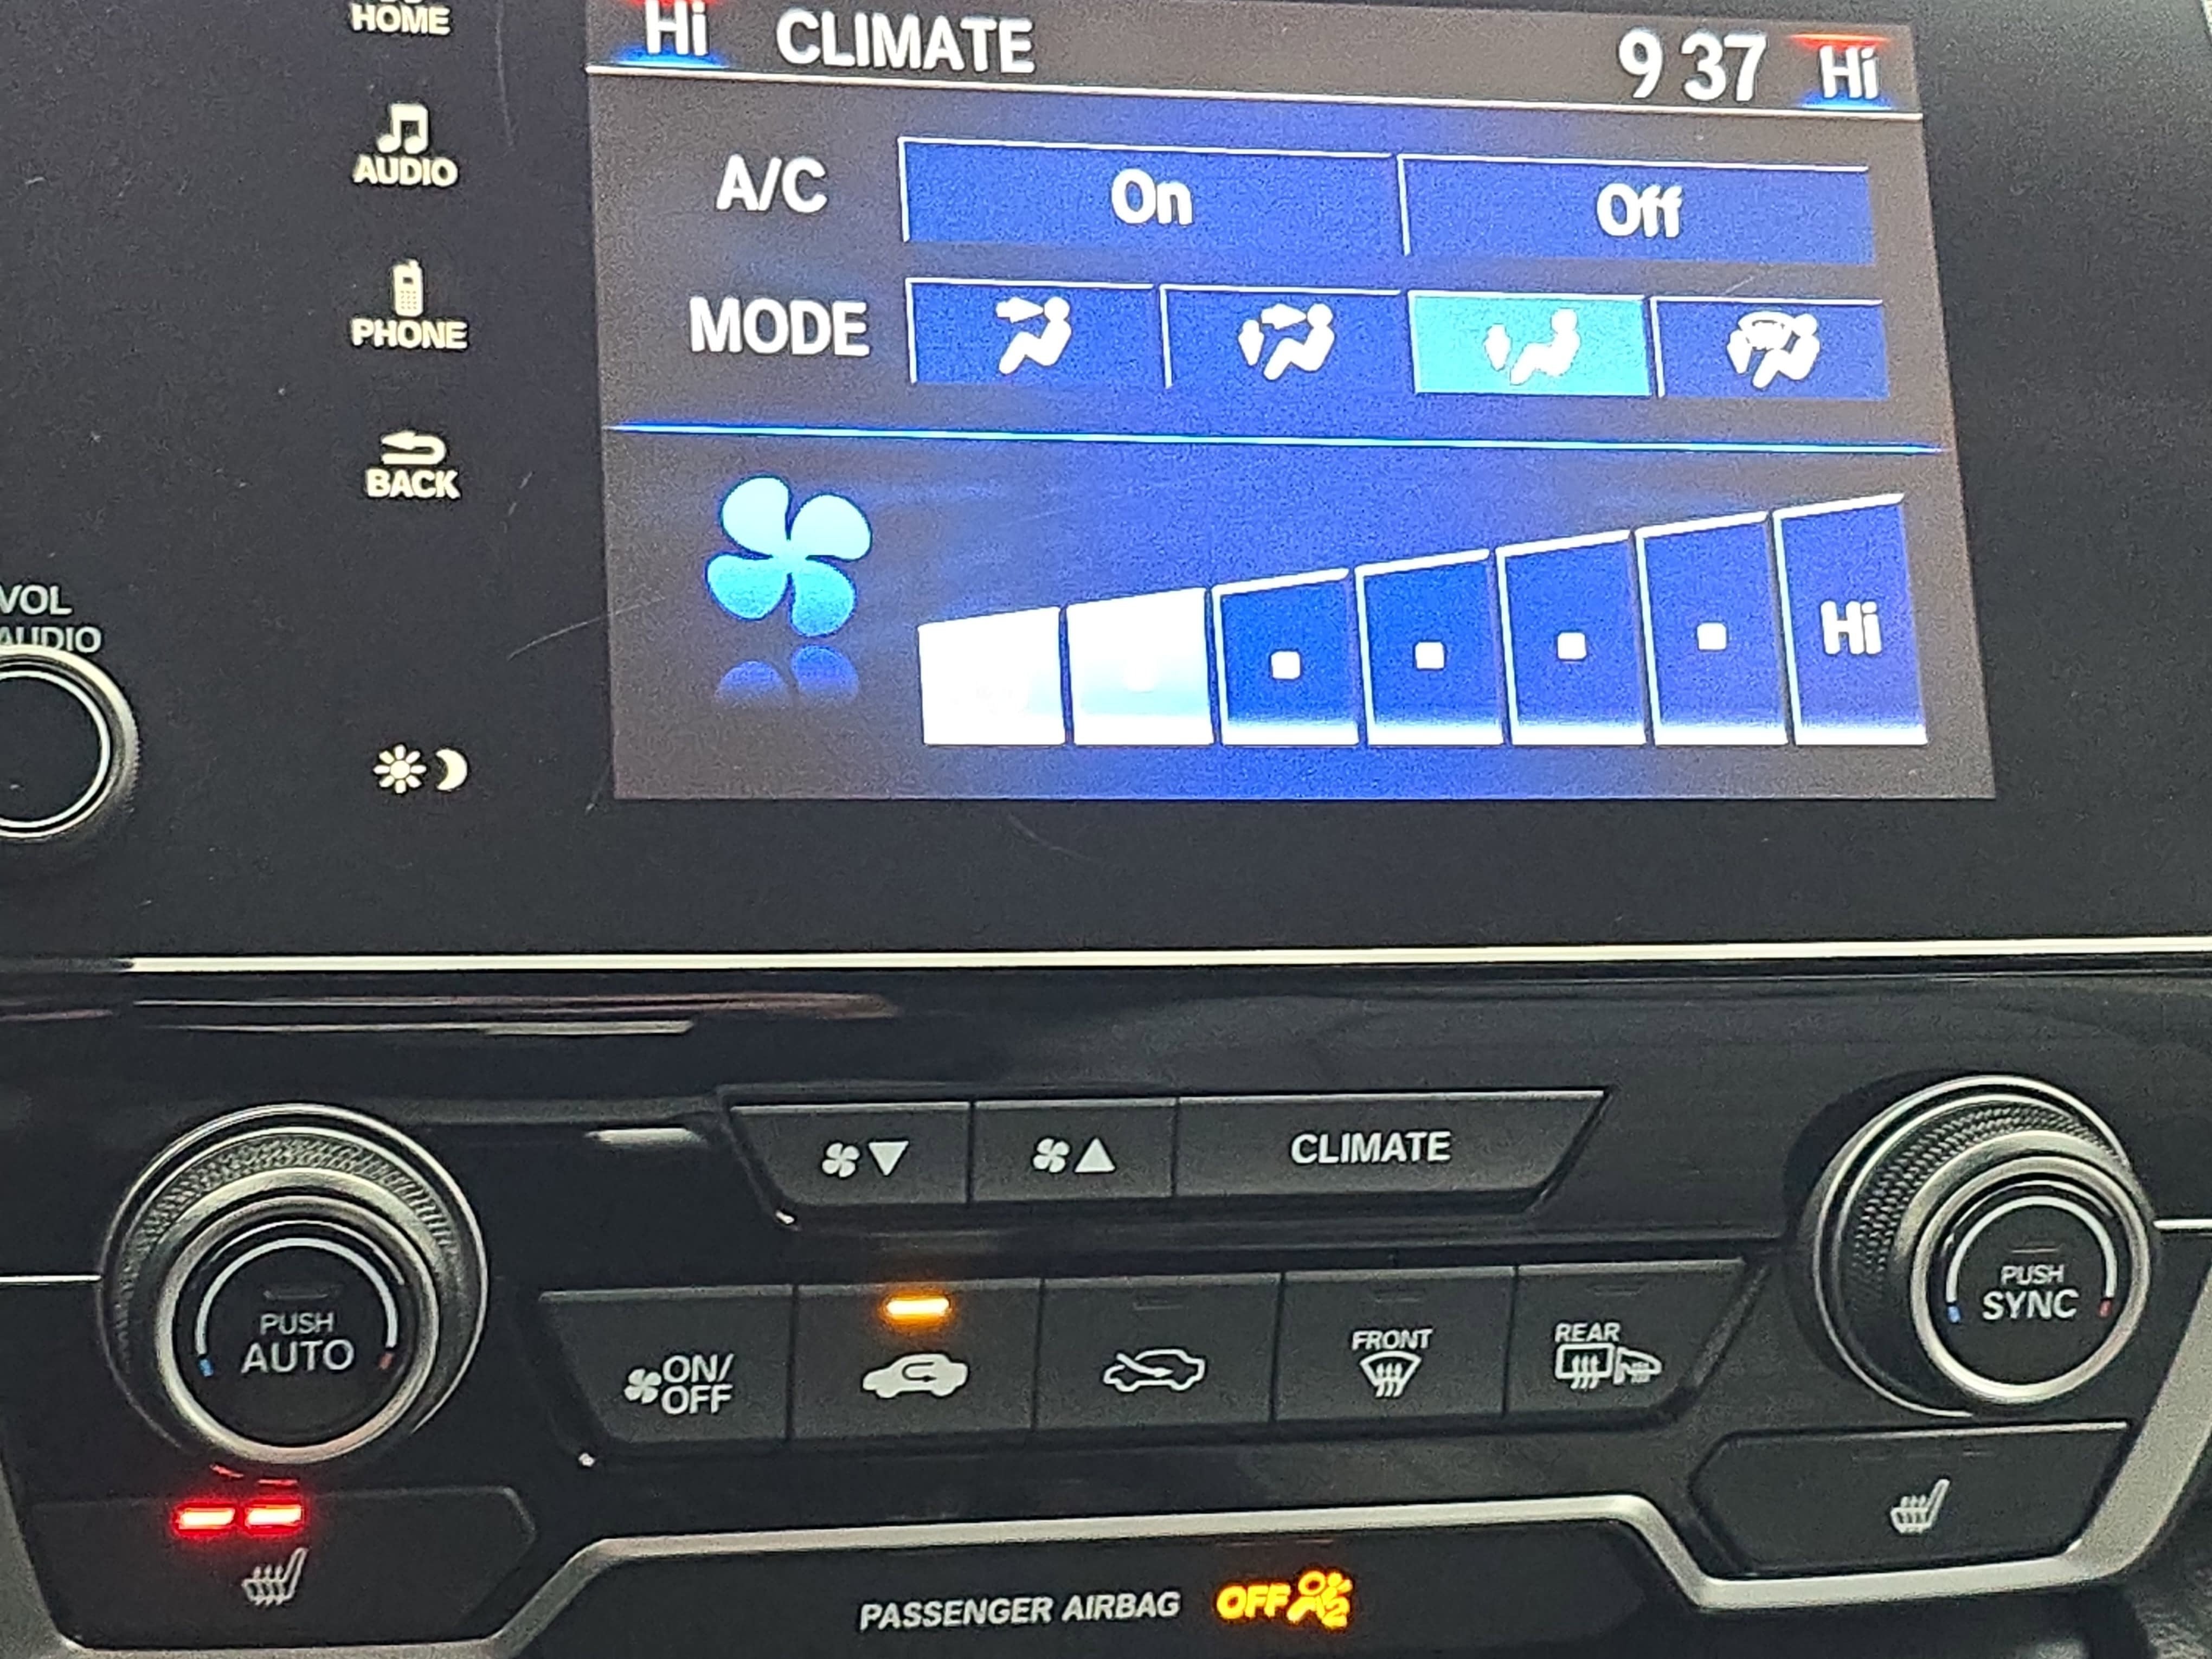 HOME
Hi CLIMATE 9 37 Hi
AUDIO
A/C On Off
PHONE
MODE
BACK
VOL
AUDIO
Hi
CLIMATE
PUSH
AUTO
PUSH
SYNC
ON/
OFF
FRONT
REAR
PASSENGER AIRBAG OFF 2